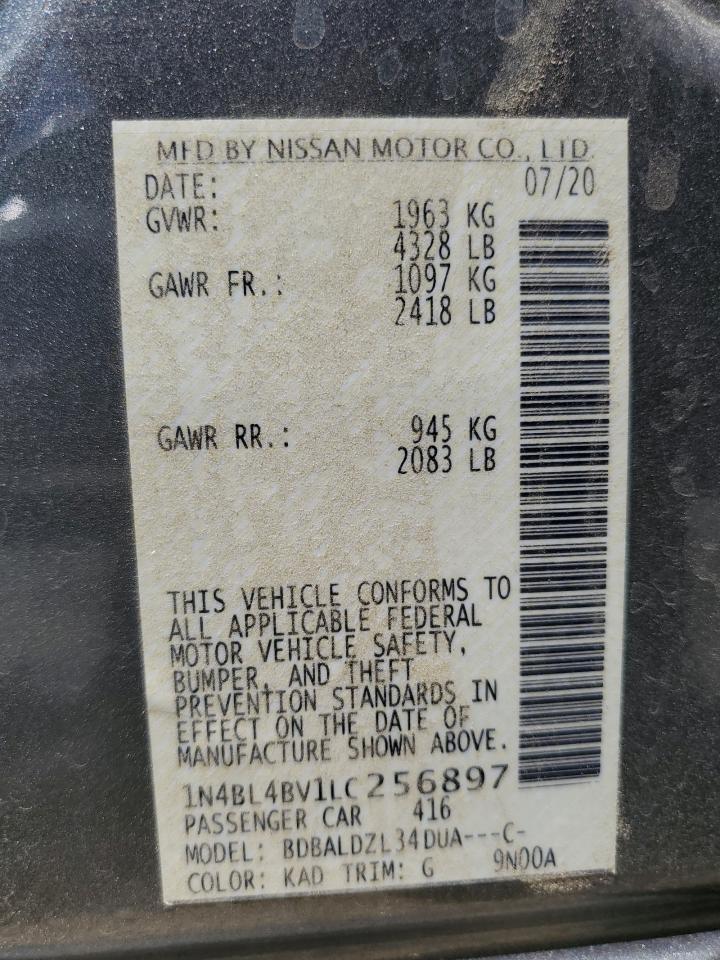 MFD BY NISSAN MOTOR CO., LTD.
DATE: 07/20
GVWR: 1963 KG
4328 LB
GAWR FR.: 1097 KG
2418 LB
GAWR RR.: 945 KG
2083 LB
THIS VEHICLE CONFORMS TO
ALL APPLICABLE FEDERAL
MOTOR VEHICLE SAFETY,
BUMPER, AND THEFT
PREVENTION STANDARDS IN
EFFECT ON THE DATE OF
MANUFACTURE SHOWN ABOVE.
1N4BL4BV1LC256897
PASSENGER CAR 416
MODEL: BDBALDZL34DUA---C-
COLOR: KAD TRIM: G 9N00A